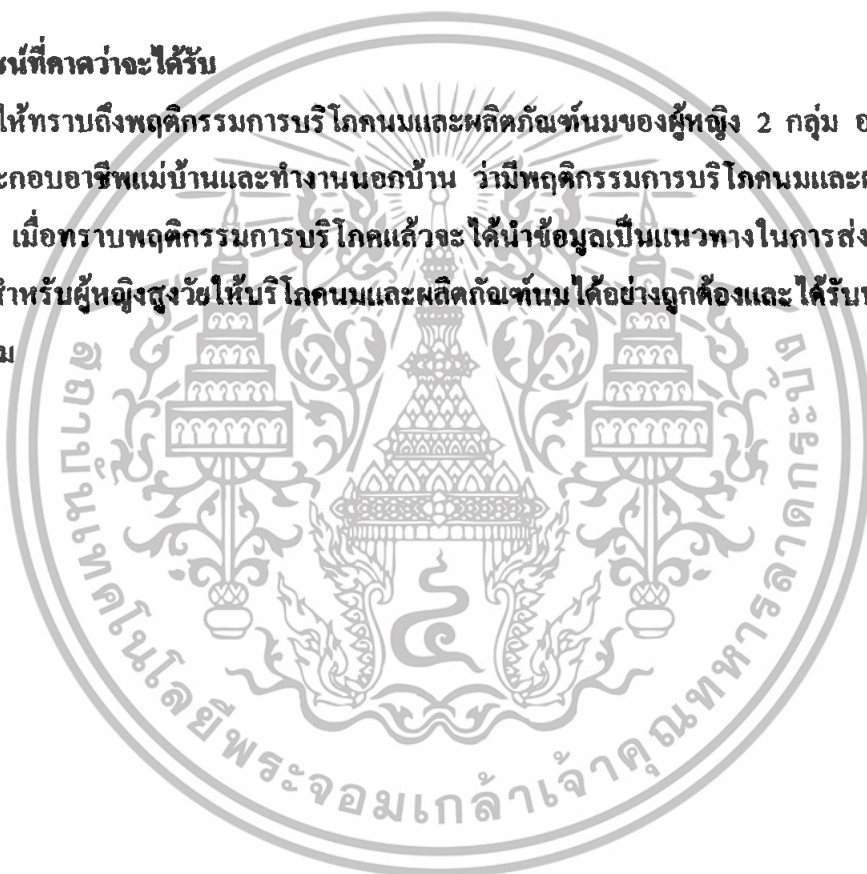 ชน์ที่คาดว่าจะได้รับ
ให้ทราบถึงพฤติกรรมการบริโภคนมและผลิตภัณฑ์นมของผู้หญิง 2 กลุ่ม อ
ะกอบอาชีพแม่บ้านและทำงานนอกบ้าน ว่ามีพฤติกรรมการบริโภคนมและผ
เมื่อทราบพฤติกรรมการบริโภคแล้วจะได้นำข้อมูลเป็นแนวทางในการส่ง
สำหรับผู้หญิงสูงวัยให้บริโภคนมและผลิตภัณฑ์นมได้อย่างถูกต้องและได้รับ
ม
สถาบันเทคโนโลยีพระจอมเกล้าเจ้าคุณทหารลาดกระบัง